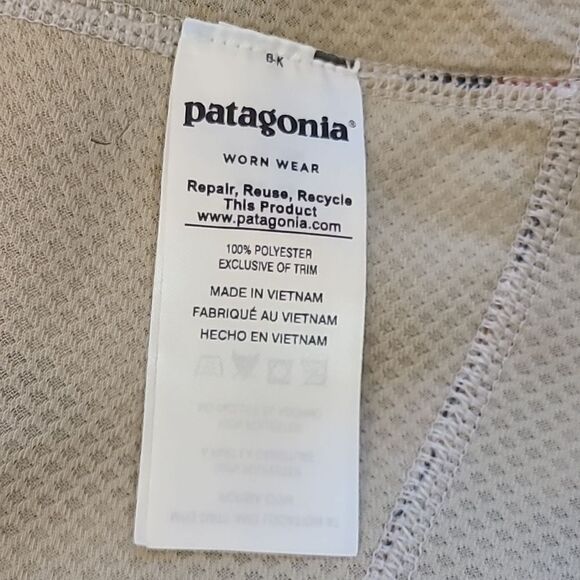 B-K
patagonia®
WORN WEAR
Repair, Reuse, Recycle
This Product
www.patagonia.com
100% POLYESTER
EXCLUSIVE OF TRIM
MADE IN VIETNAM
FABRIQUÉ AU VIETNAM
HECHO EN VIETNAM